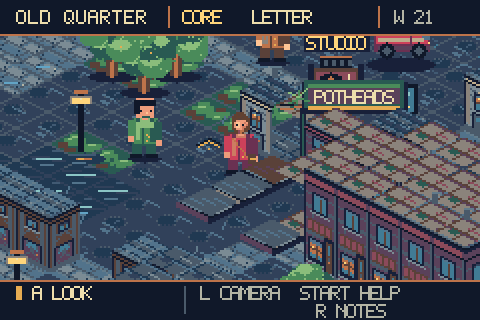 OLD QUARTER CORE LETTER W 21
STUDIO
POTHEADS
A LOOK L CAMERA START HELP
R NOTES